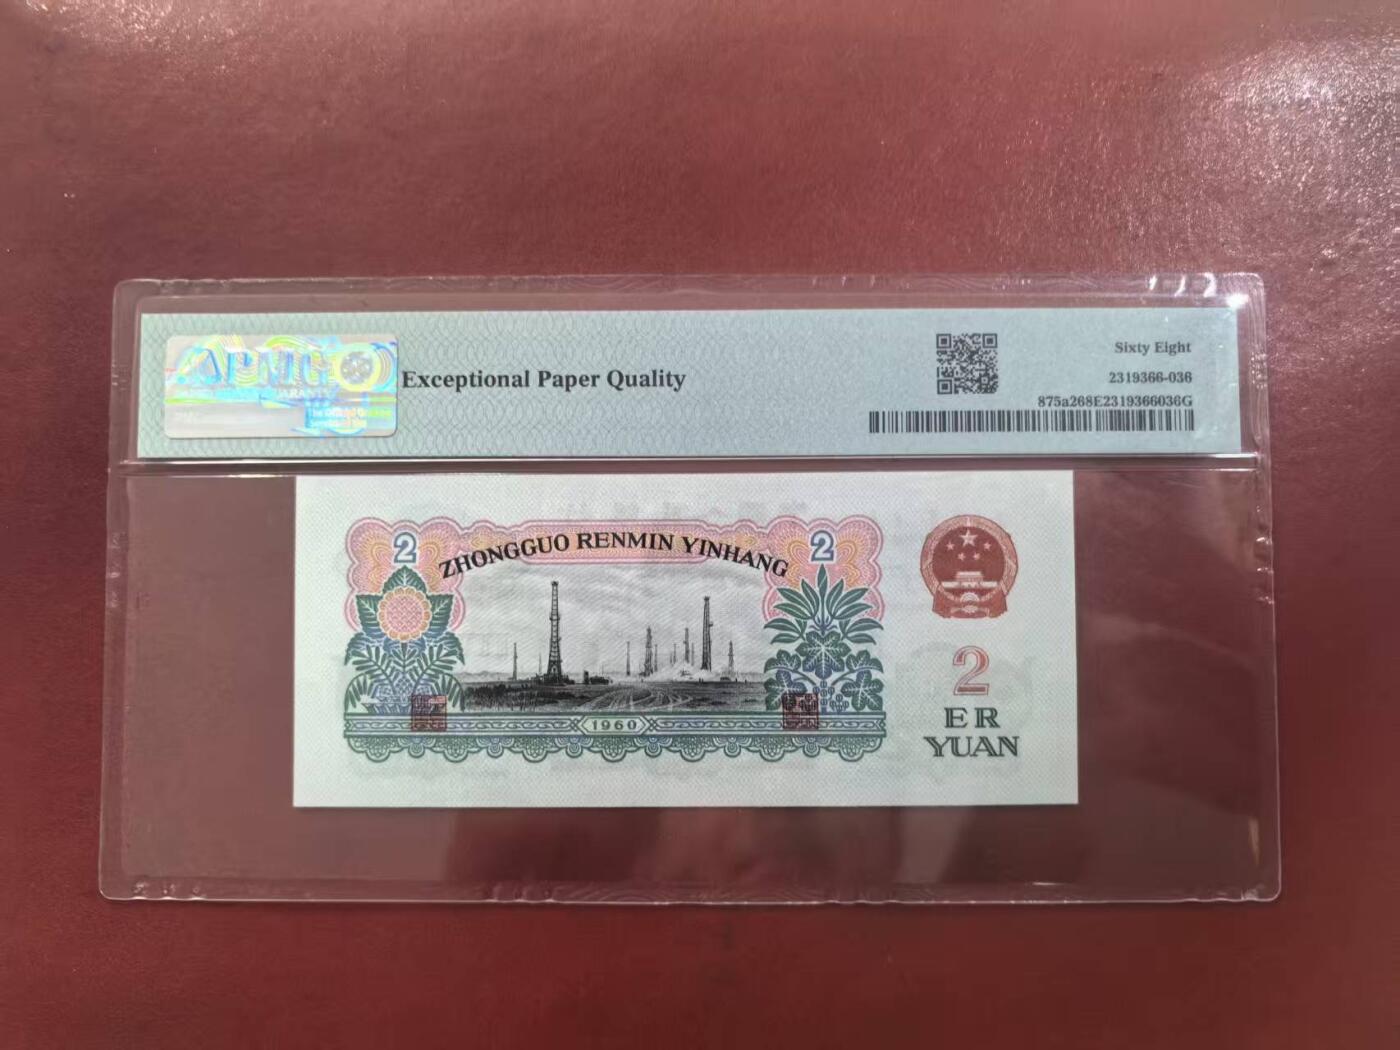 PMG
Exceptional Paper Quality
Sixty Eight
2319366-036
875a268E2319366036G
2
ZHONGGUO RENMIN YINHANG
2
1960
2
ER
YUAN